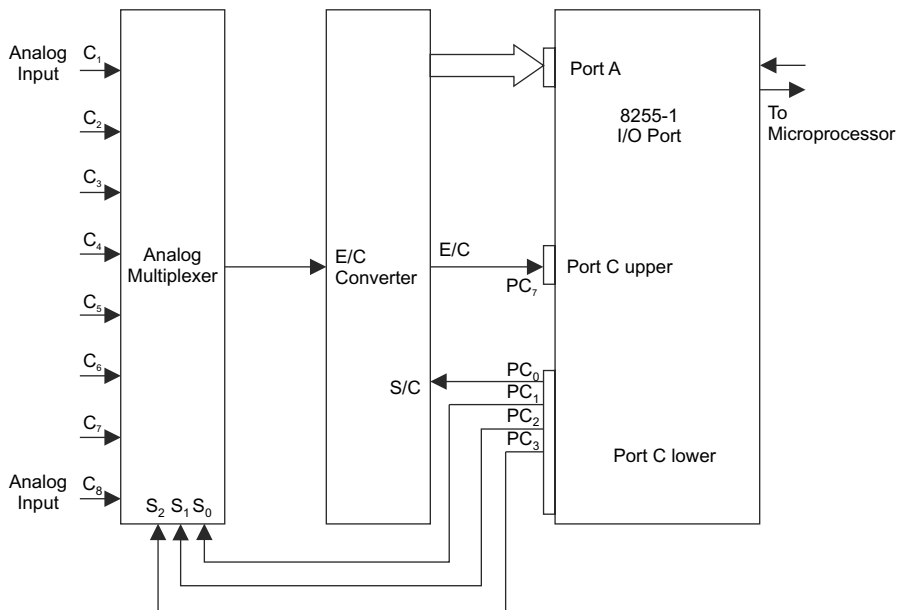 Analog
Input
C₁
C₂
C₃
C₄
C₅
C₆
C₇
Analog
Input
C₈
Analog
Multiplexer
S₂ S₁ S₀
E/C
Converter
S/C
E/C
PC₇
PC₀
PC₁
PC₂
PC₃
Port A
8255-1
I/O Port
Port C upper
Port C lower
To
Microprocessor